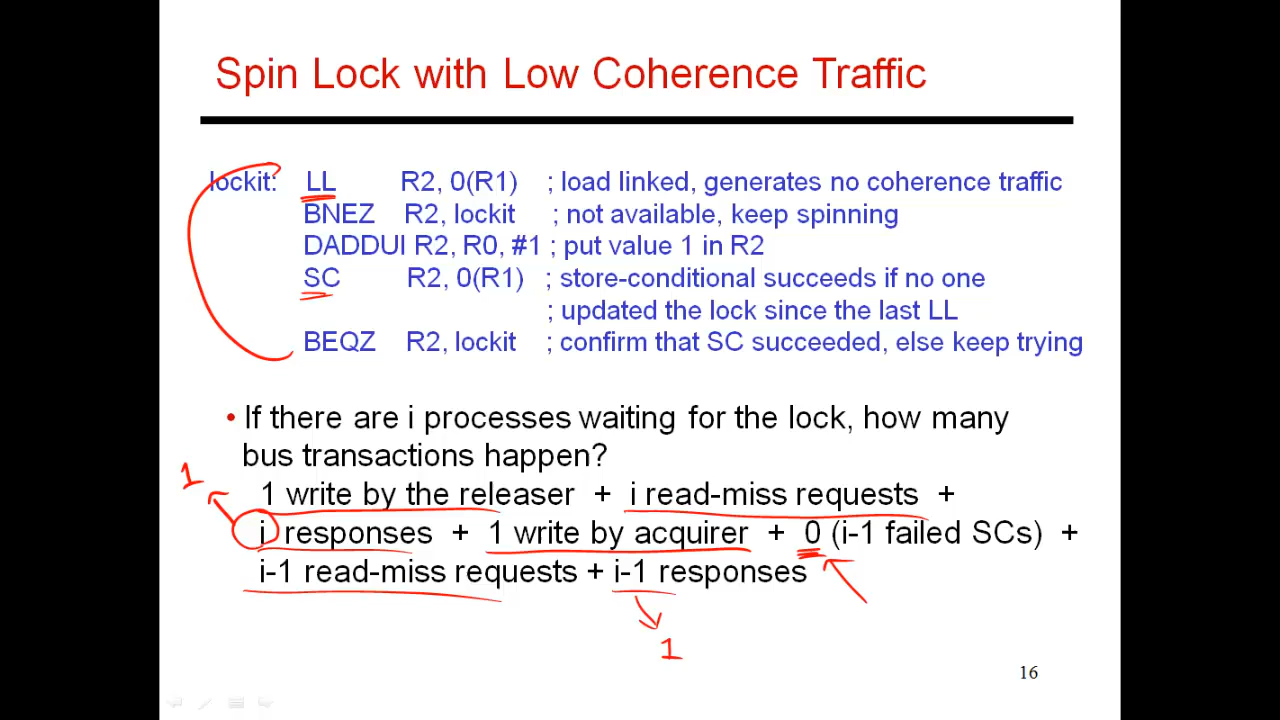 Spin Lock with Low Coherence Traffic
lockit: LL R2, 0(R1) ; load linked, generates no coherence traffic
BNEZ R2, lockit ; not available, keep spinning
DADDUI R2, R0, #1 ; put value 1 in R2
SC R2, 0(R1) ; store-conditional succeeds if no one
; updated the lock since the last LL
BEQZ R2, lockit ; confirm that SC succeeded, else keep trying
• If there are i processes waiting for the lock, how many
bus transactions happen?
1
1 write by the releaser + i read-miss requests +
i responses + 1 write by acquirer + 0 (i-1 failed SCs) +
i-1 read-miss requests + i-1 responses
1
16